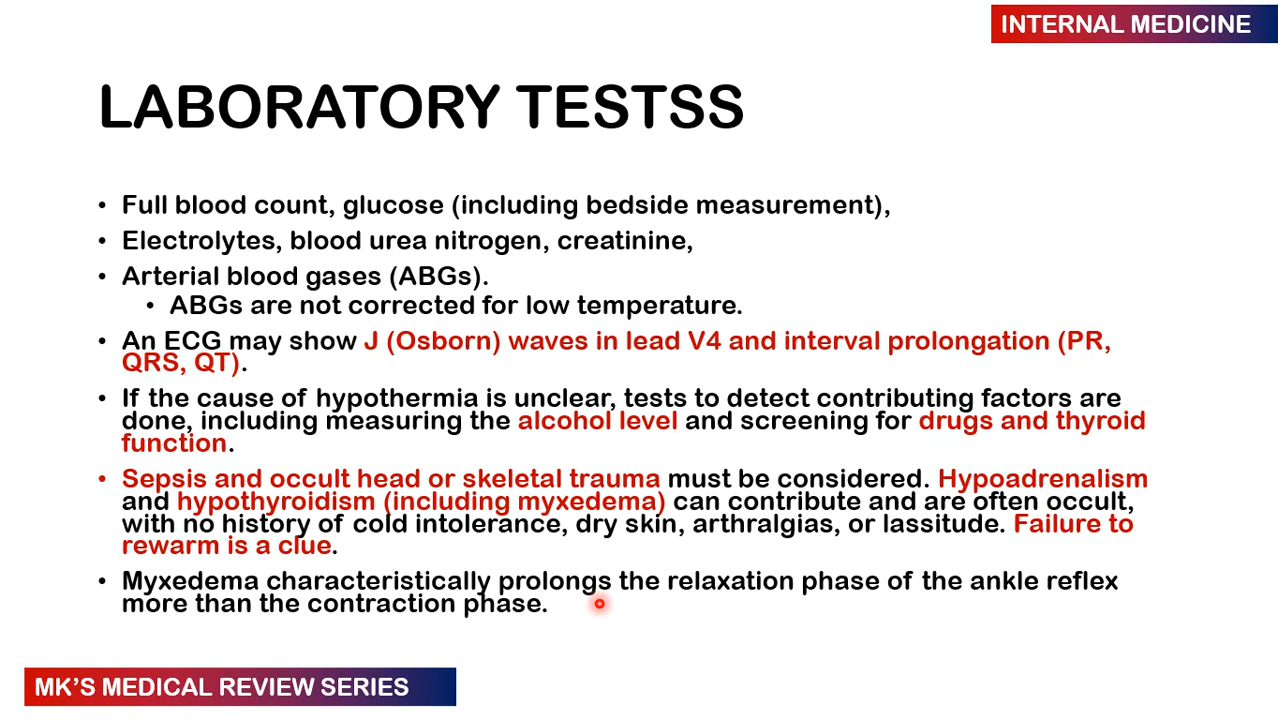 INTERNAL MEDICINE
LABORATORY TESTSS
• Full blood count, glucose (including bedside measurement),
• Electrolytes, blood urea nitrogen, creatinine,
• Arterial blood gases (ABGs).
• ABGs are not corrected for low temperature.
• An ECG may show J (Osborn) waves in lead V4 and interval prolongation (PR,
QRS, QT).
• If the cause of hypothermia is unclear, tests to detect contributing factors are
done, including measuring the alcohol level and screening for drugs and thyroid
function.
• Sepsis and occult head or skeletal trauma must be considered. Hypoadrenalism
and hypothyroidism (including myxedema) can contribute and are often occult,
with no history of cold intolerance, dry skin, arthralgias, or lassitude. Failure to
rewarm is a clue.
• Myxedema characteristically prolongs the relaxation phase of the ankle reflex
more than the contraction phase.
MK’S MEDICAL REVIEW SERIES